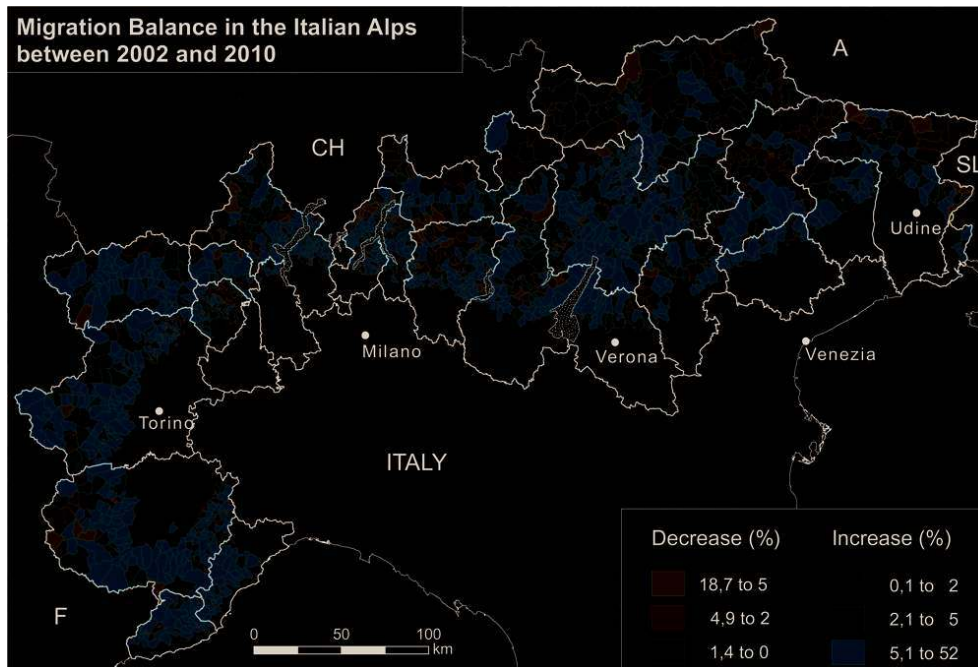 Migration Balance in the Italian Alps
between 2002 and 2010
A
CH
SL
Udine
Milano
Verona
Venezia
Torino
ITALY
F
0 50 100
km
Decrease (%) Increase (%)
18,7 to 5 0,1 to 2
4,9 to 2 2,1 to 5
1,4 to 0 5,1 to 52